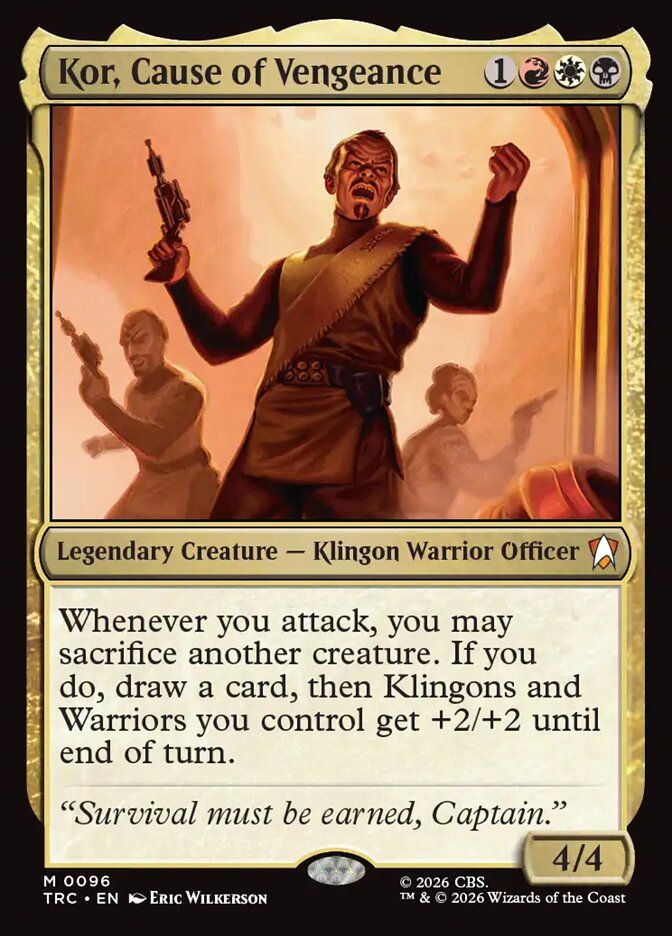 Kor, Cause of Vengeance 1
Legendary Creature — Klingon Warrior Officer
Whenever you attack, you may
sacrifice another creature. If you
do, draw a card, then Klingons and
Warriors you control get +2/+2 until
end of turn.
“Survival must be earned, Captain.”
4/4
M 0096
TRC • EN Eric Wilkerson
© 2026 CBS.
™ & © 2026 Wizards of the Coast